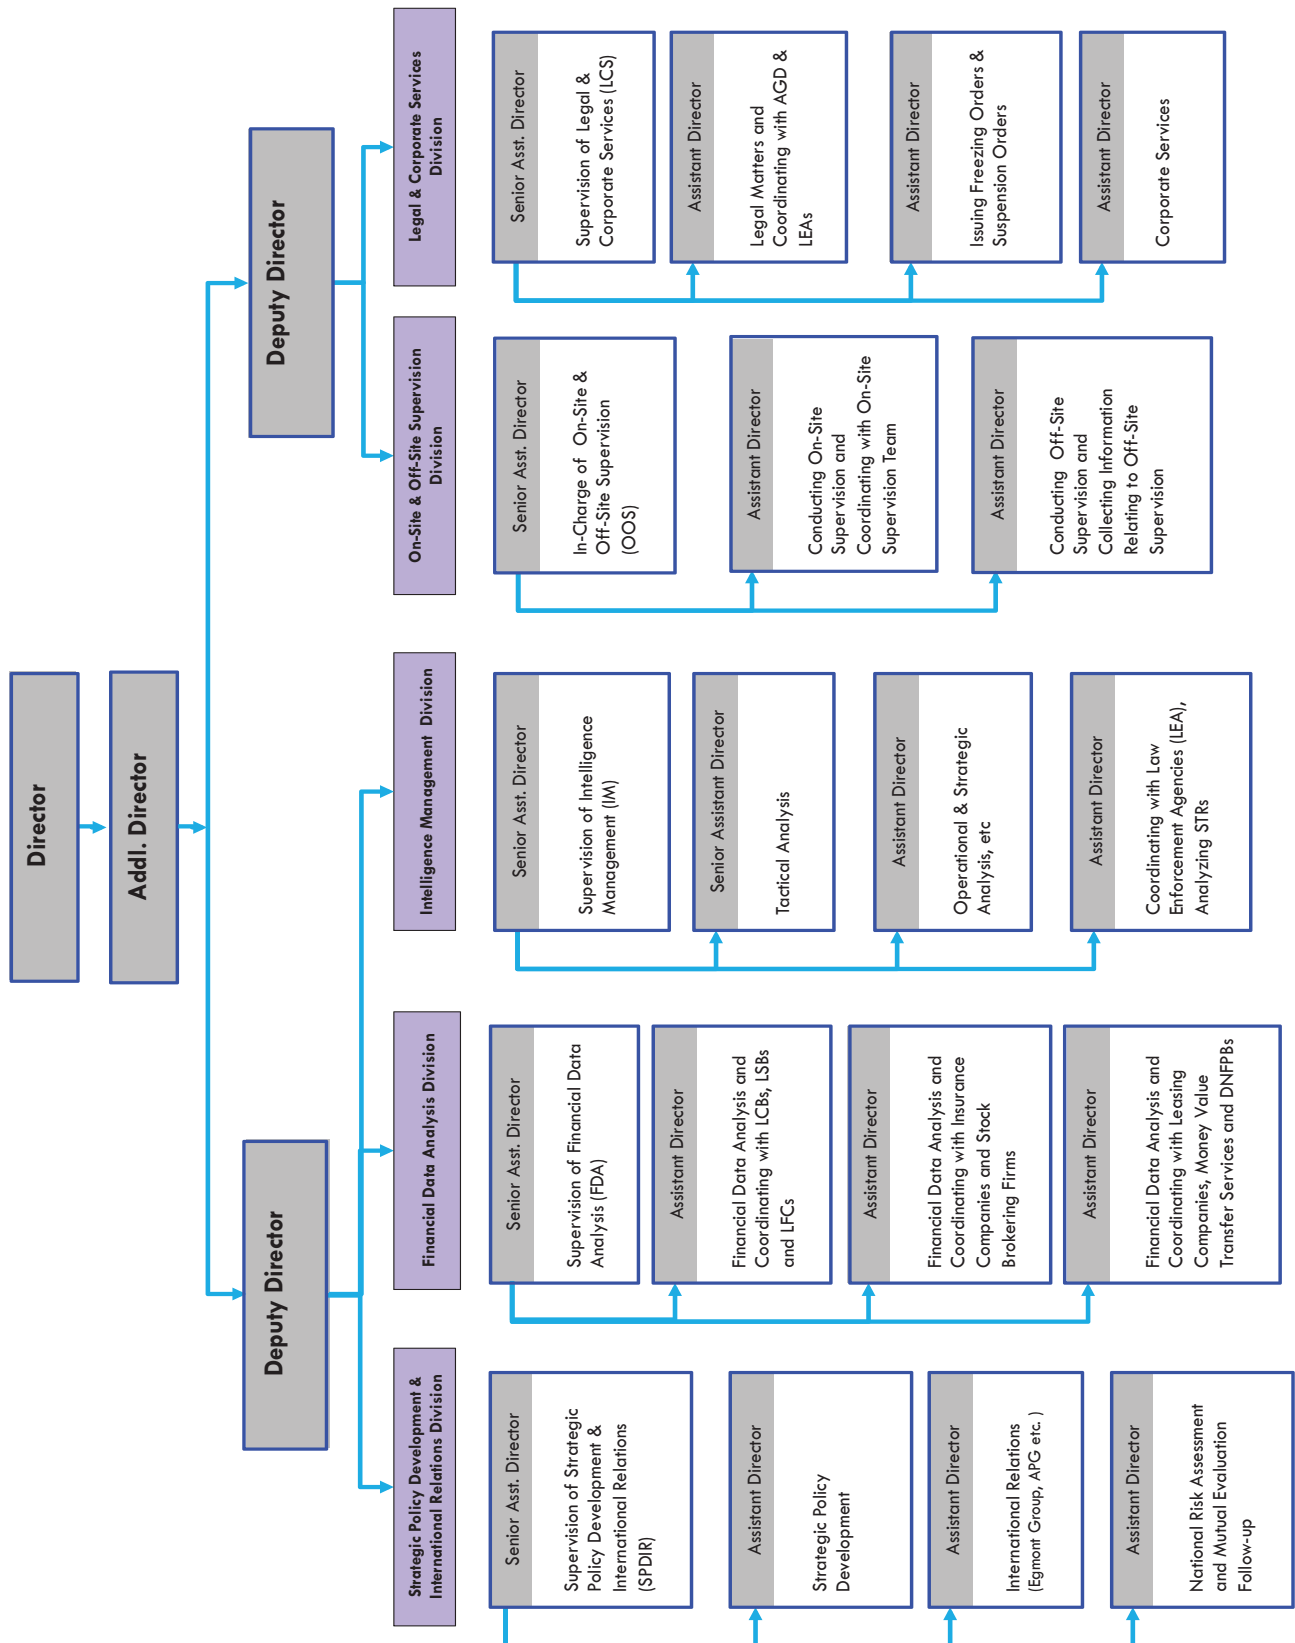 Director
Addl. Director
Deputy Director
Deputy Director
Strategic Policy Development &
International Relations Division
Financial Data Analysis Division
Intelligence Management Division
On-Site & Off-Site Supervision
Division
Legal & Corporate Services
Division
Senior Asst. Director
Supervision of Strategic
Policy Development &
International Relations
(SPDIR)
Assistant Director
Strategic Policy
Development
Assistant Director
International Relations
(Egmont Group, APG etc. )
Assistant Director
National Risk Assessment
and Mutual Evaluation
Follow-up
Senior Asst. Director
Supervision of Financial Data
Analysis (FDA)
Assistant Director
Financial Data Analysis and
Coordinating with LCBs, LSBs
and LFCs
Assistant Director
Financial Data Analysis and
Coordinating with Insurance
Companies and Stock
Brokering Firms
Assistant Director
Financial Data Analysis and
Coordinating with Leasing
Companies, Money Value
Transfer Services and DNFPBs
Senior Asst. Director
Supervision of Intelligence
Management (IM)
Senior Assistant Director
Tactical Analysis
Assistant Director
Operational & Strategic
Analysis, etc
Assistant Director
Coordinating with Law
Enforcement Agencies (LEA),
Analyzing STRs
Senior Asst. Director
In-Charge of On-Site &
Off-Site Supervision
(OOS)
Assistant Director
Conducting On-Site
Supervision and
Coordinating with On-Site
Supervision Team
Assistant Director
Conducting Off-Site
Supervision and
Collecting Information
Relating to Off-Site
Supervision
Senior Asst. Director
Supervision of Legal &
Corporate Services (LCS)
Assistant Director
Legal Matters and
Coordinating with AGD &
LEAs
Assistant Director
Issuing Freezing Orders &
Suspension Orders
Assistant Director
Corporate Services